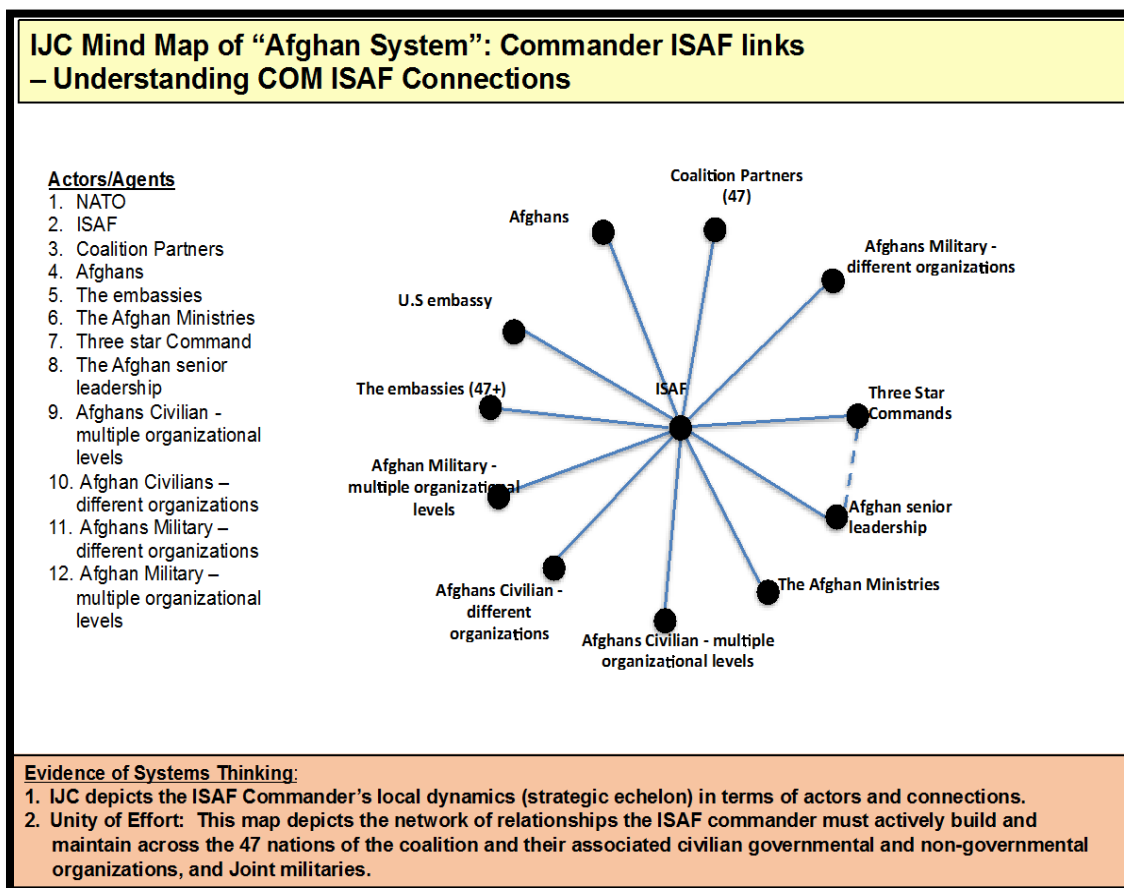 IJC Mind Map of “Afghan System”: Commander ISAF links
– Understanding COM ISAF Connections
Actors/Agents
1. NATO
2. ISAF
3. Coalition Partners
4. Afghans
5. The embassies
6. The Afghan Ministries
7. Three star Command
8. The Afghan senior
leadership
9. Afghans Civilian -
multiple organizational
levels
10. Afghan Civilians –
different organizations
11. Afghans Military –
different organizations
12. Afghan Military –
multiple organizational
levels
Coalition Partners
(47)
Afghans
Afghans Military -
different organizations
U.S embassy
The embassies (47+)
ISAF
Three Star
Commands
Afghan Military -
multiple organizational
levels
Afghan senior
leadership
Afghans Civilian -
different
organizations
The Afghan Ministries
Afghans Civilian - multiple
organizational levels
Evidence of Systems Thinking:
1. IJC depicts the ISAF Commander’s local dynamics (strategic echelon) in terms of actors and connections.
2. Unity of Effort: This map depicts the network of relationships the ISAF commander must actively build and
maintain across the 47 nations of the coalition and their associated civilian governmental and non-governmental
organizations, and Joint militaries.